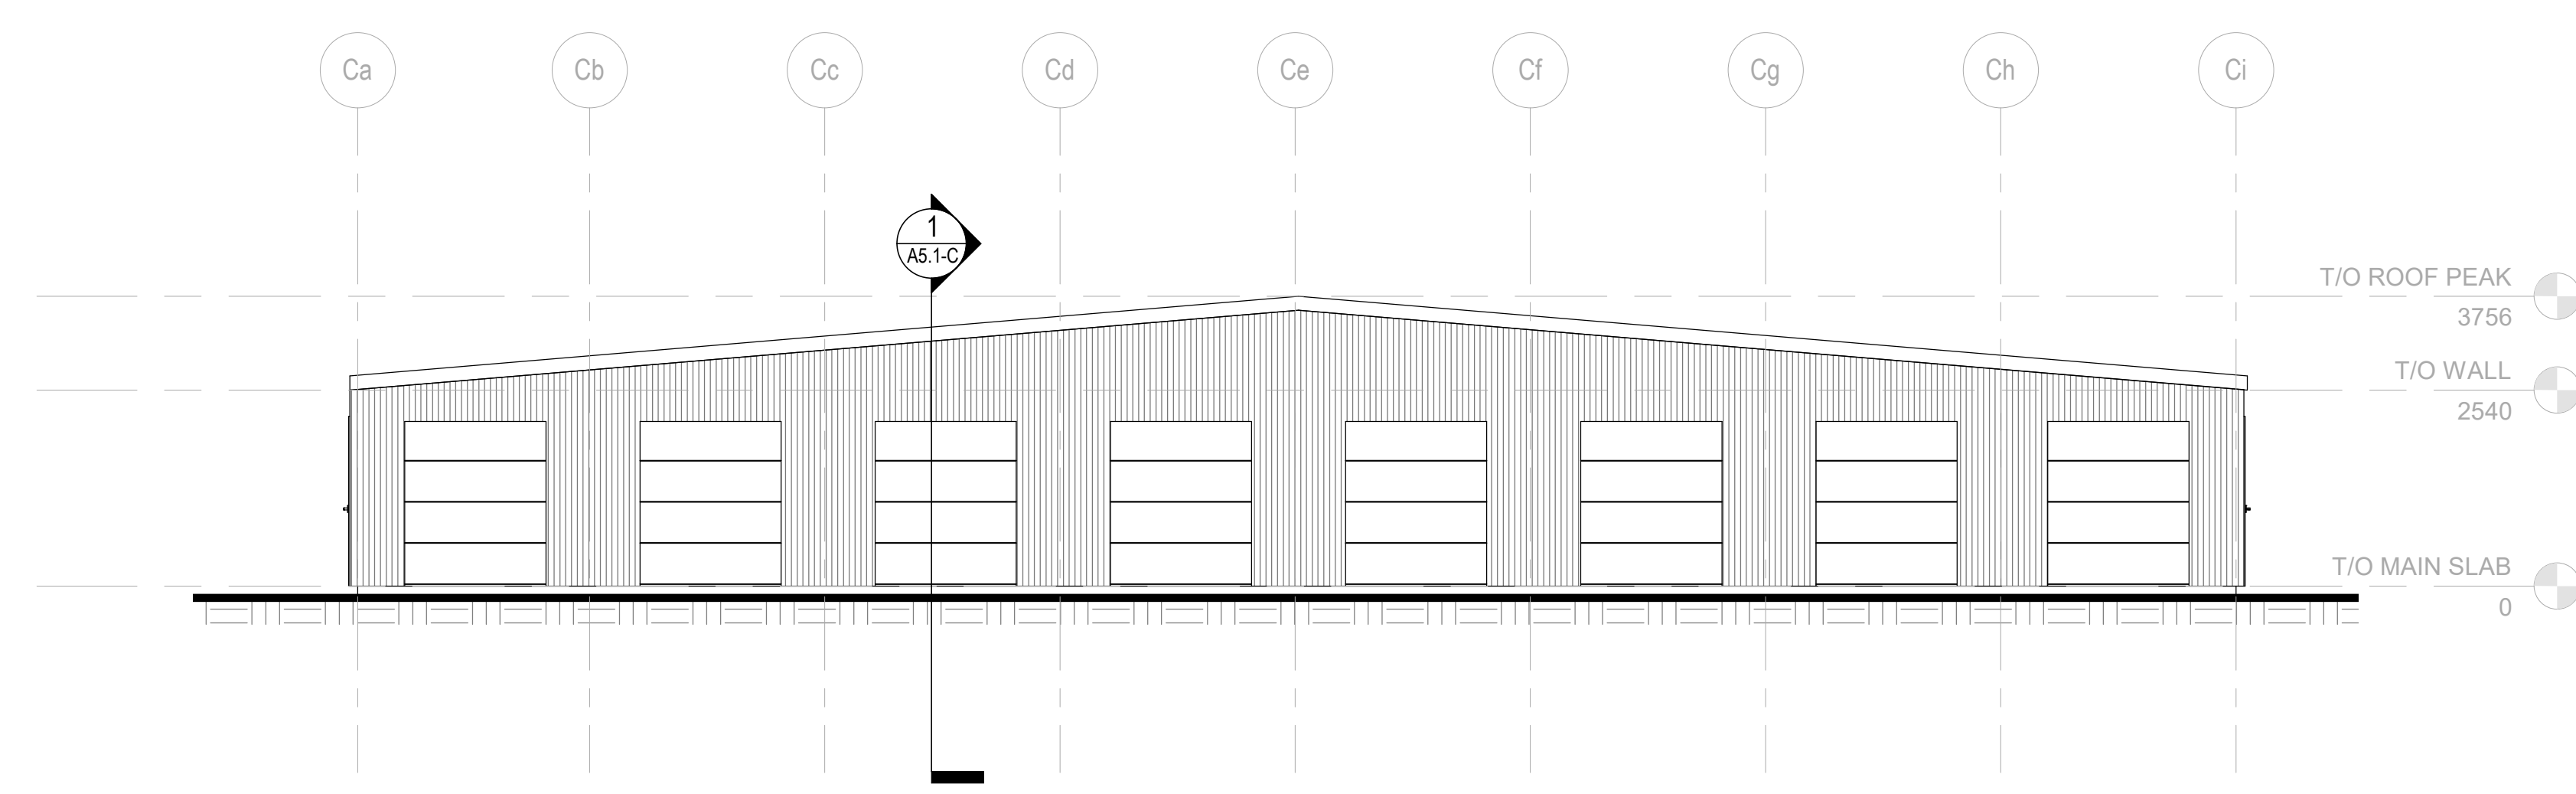 Ca
Cb
Cc
Cd
Ce
Cf
Cg
Ch
Ci
1
A5.1-C
T/O ROOF PEAK
3756
T/O WALL
2540
T/O MAIN SLAB
0